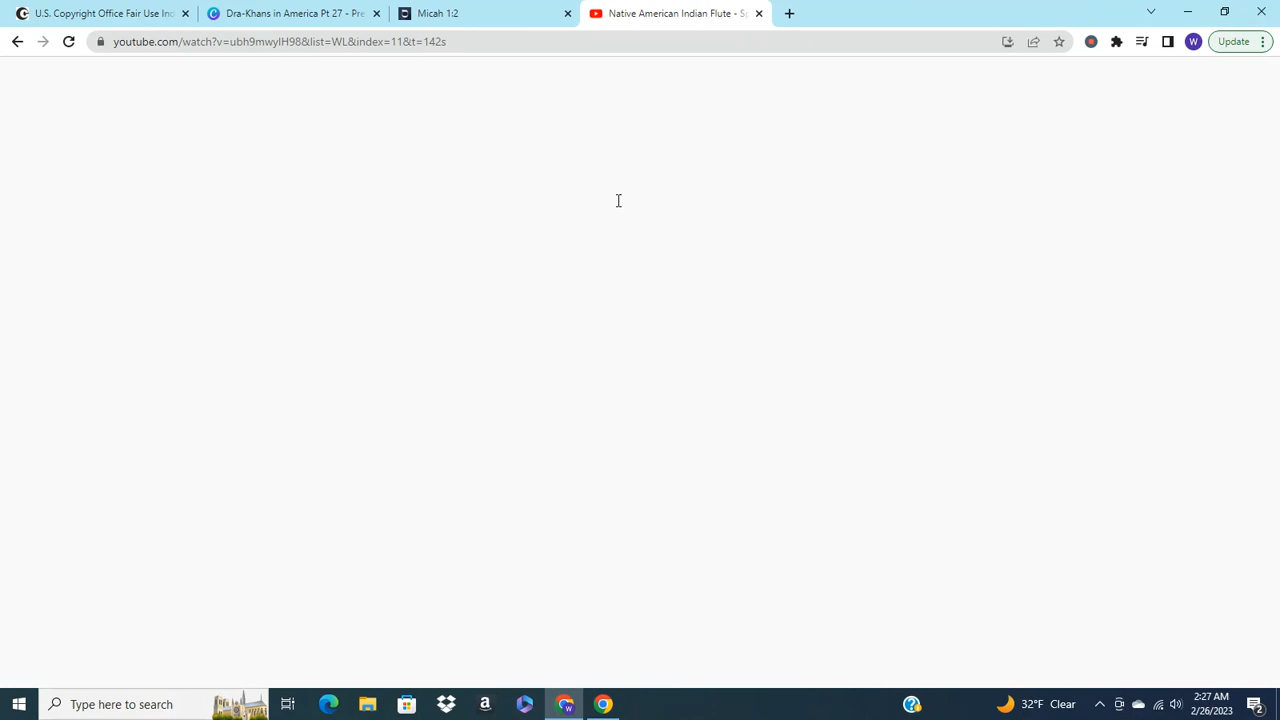 U.S. Copyright Office Fair Use Ind
Dra-Khans in America Pt 27 - Pre
Micah 1:2
Native American Indian Flute - Sp
youtube.com/watch?v=ubh9mwyIH98&list=WL&index=11&t=142s
W
Update
Type here to search
32°F Clear
2:27 AM
2/26/2023
2